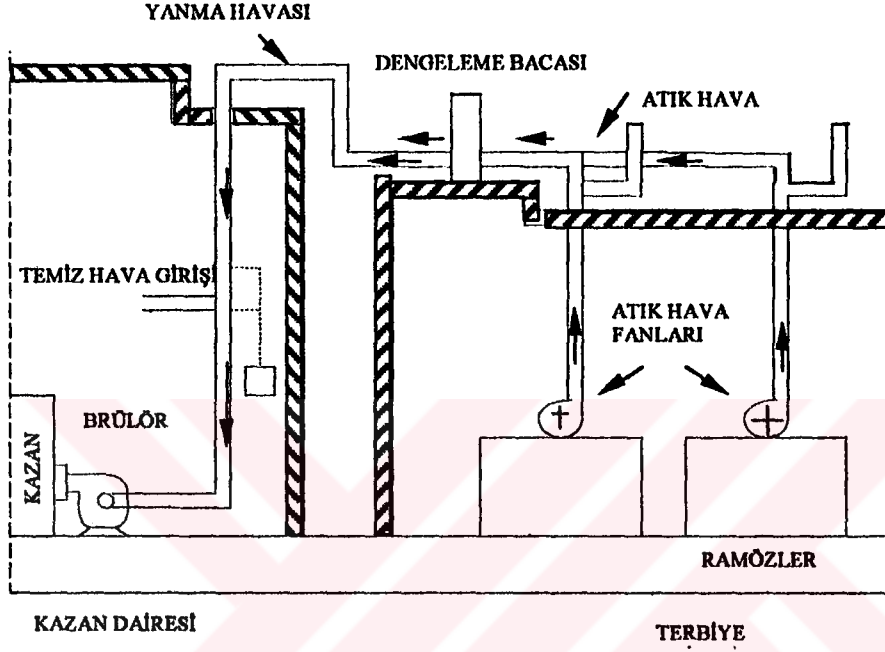 YANMA HAVASI
DENGELEME BACASI
ATIK HAVA
TEMİZ HAVA GİRİŞİ
ATIK HAVA
FANLARI
BRÜLÖR
KAZAN
RAMÖZLER
KAZAN DAİRESİ
TERBİYE